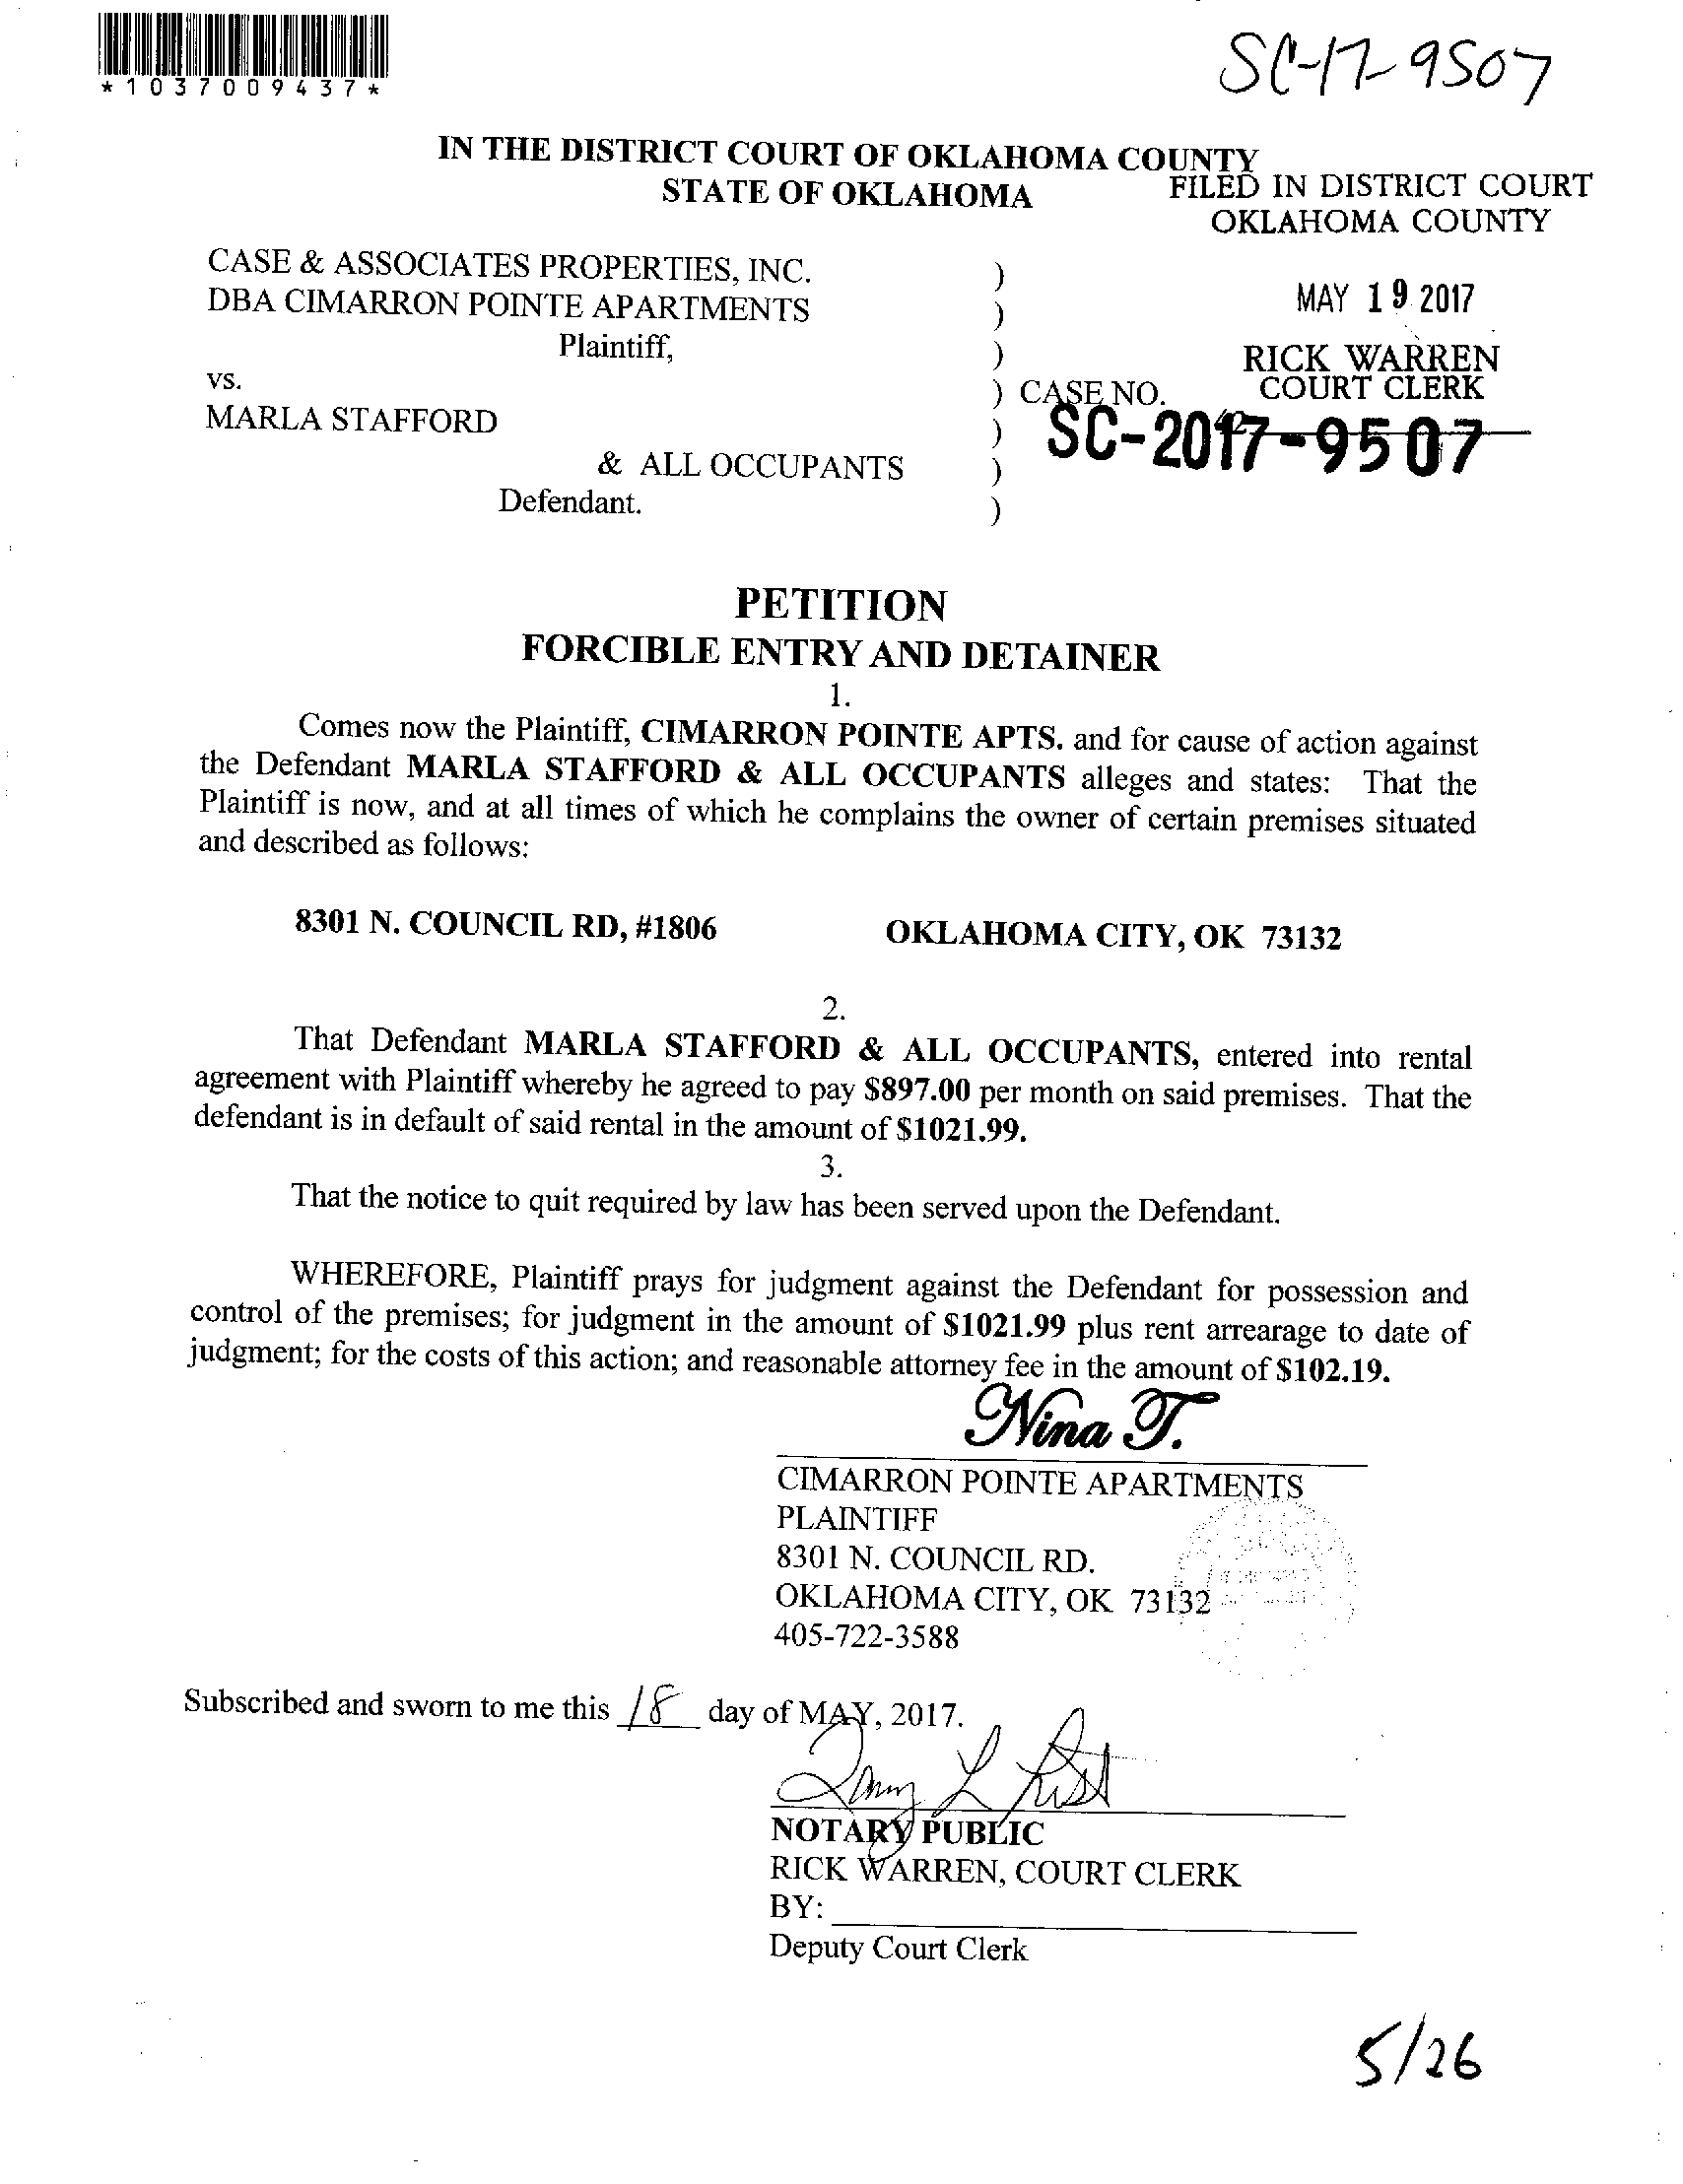 *1037009437*
SC-17-9507
IN THE DISTRICT COURT OF OKLAHOMA COUNTY
STATE OF OKLAHOMA
FILED IN DISTRICT COURT
OKLAHOMA COUNTY
CASE & ASSOCIATES PROPERTIES, INC. )
DBA CIMARRON POINTE APARTMENTS )
MAY 19 2017
Plaintiff, )
RICK WARREN
COURT CLERK
vs. ) CASE NO.
MARLA STAFFORD )
SC-2017-9507
& ALL OCCUPANTS )
Defendant. )
PETITION
FORCIBLE ENTRY AND DETAINER
1.
Comes now the Plaintiff, CIMARRON POINTE APTS. and for cause of action against
the Defendant MARLA STAFFORD & ALL OCCUPANTS alleges and states: That the
Plaintiff is now, and at all times of which he complains the owner of certain premises situated
and described as follows:
8301 N. COUNCIL RD, #1806 OKLAHOMA CITY, OK 73132
2.
That Defendant MARLA STAFFORD & ALL OCCUPANTS, entered into rental
agreement with Plaintiff whereby he agreed to pay $897.00 per month on said premises. That the
defendant is in default of said rental in the amount of $1021.99.
3.
That the notice to quit required by law has been served upon the Defendant.
WHEREFORE, Plaintiff prays for judgment against the Defendant for possession and
control of the premises; for judgment in the amount of $1021.99 plus rent arrearage to date of
judgment; for the costs of this action; and reasonable attorney fee in the amount of $102.19.
Nina T.
CIMARRON POINTE APARTMENTS
PLAINTIFF
8301 N. COUNCIL RD.
OKLAHOMA CITY, OK 73132
405-722-3588
Subscribed and sworn to me this 18 day of MAY, 2017.
NOTARY PUBLIC
RICK WARREN, COURT CLERK
BY:
Deputy Court Clerk
5/26